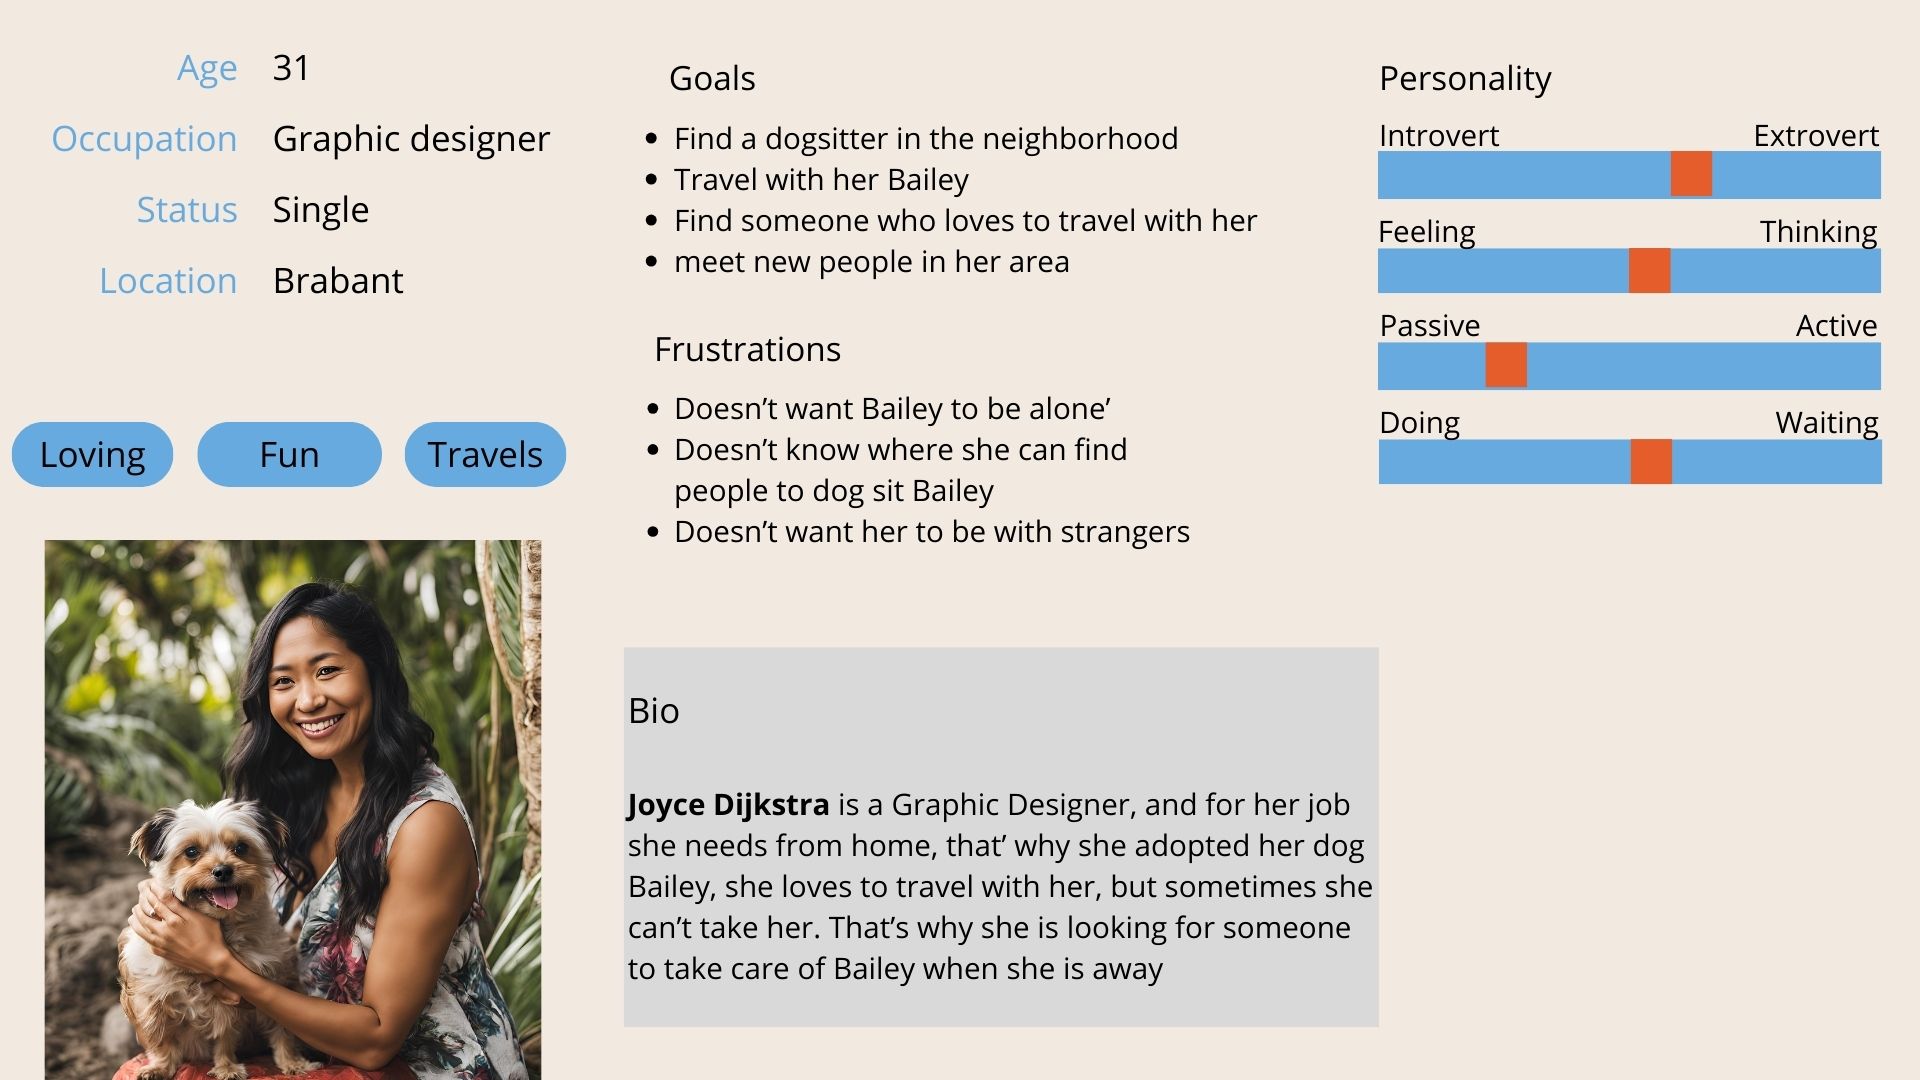 Age 31
Occupation Graphic designer
Status Single
Location Brabant
Loving Fun Travels
Goals
• Find a dogsitter in the neighborhood
• Travel with her Bailey
• Find someone who loves to travel with her
• meet new people in her area
Frustrations
• Doesn’t want Bailey to be alone’
• Doesn’t know where she can find
people to dog sit Bailey
• Doesn’t want her to be with strangers
Bio
Joyce Dijkstra is a Graphic Designer, and for her job
she needs from home, that’ why she adopted her dog
Bailey, she loves to travel with her, but sometimes she
can’t take her. That’s why she is looking for someone
to take care of Bailey when she is away
Personality
Introvert Extrovert
Feeling Thinking
Passive Active
Doing Waiting